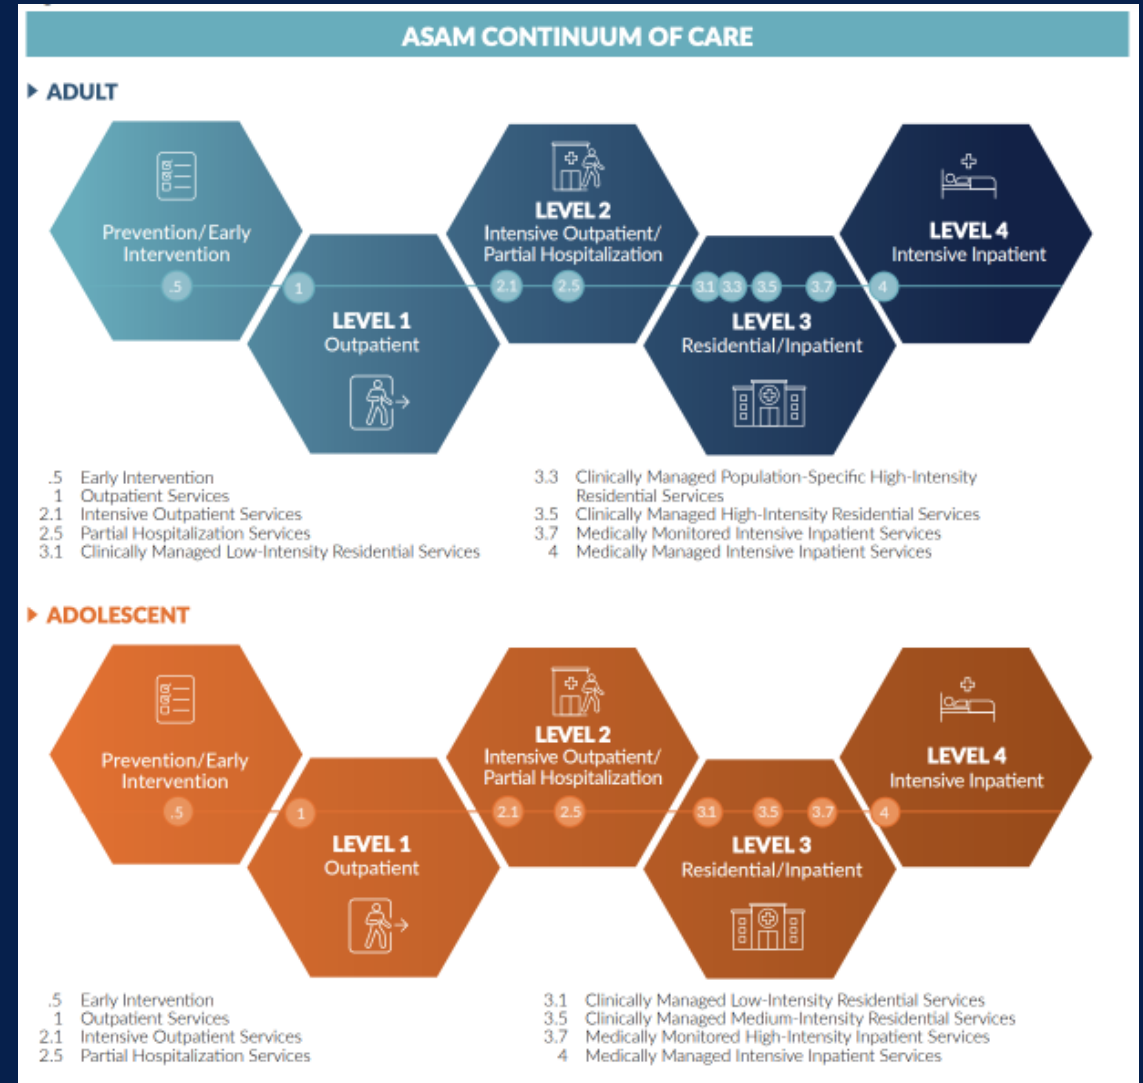 ASAM CONTINUUM OF CARE
ADULT
Prevention/Early
Intervention
.5
1
LEVEL 1
Outpatient
LEVEL 2
Intensive Outpatient/
Partial Hospitalization
2.1
2.5
3.1
3.3
3.5
3.7
LEVEL 3
Residential/Inpatient
LEVEL 4
Intensive Inpatient
4
.5 Early Intervention
1 Outpatient Services
2.1 Intensive Outpatient Services
2.5 Partial Hospitalization Services
3.1 Clinically Managed Low-Intensity Residential Services
3.3 Clinically Managed Population-Specific High-Intensity
Residential Services
3.5 Clinically Managed High-Intensity Residential Services
3.7 Medically Monitored Intensive Inpatient Services
4 Medically Managed Intensive Inpatient Services
ADOLESCENT
Prevention/Early
Intervention
.5
1
LEVEL 1
Outpatient
LEVEL 2
Intensive Outpatient/
Partial Hospitalization
2.1
2.5
3.1
3.5
3.7
LEVEL 3
Residential/Inpatient
LEVEL 4
Intensive Inpatient
4
.5 Early Intervention
1 Outpatient Services
2.1 Intensive Outpatient Services
2.5 Partial Hospitalization Services
3.1 Clinically Managed Low-Intensity Residential Services
3.5 Clinically Managed Medium-Intensity Residential Services
3.7 Medically Monitored High-Intensity Inpatient Services
4 Medically Managed Intensive Inpatient Services